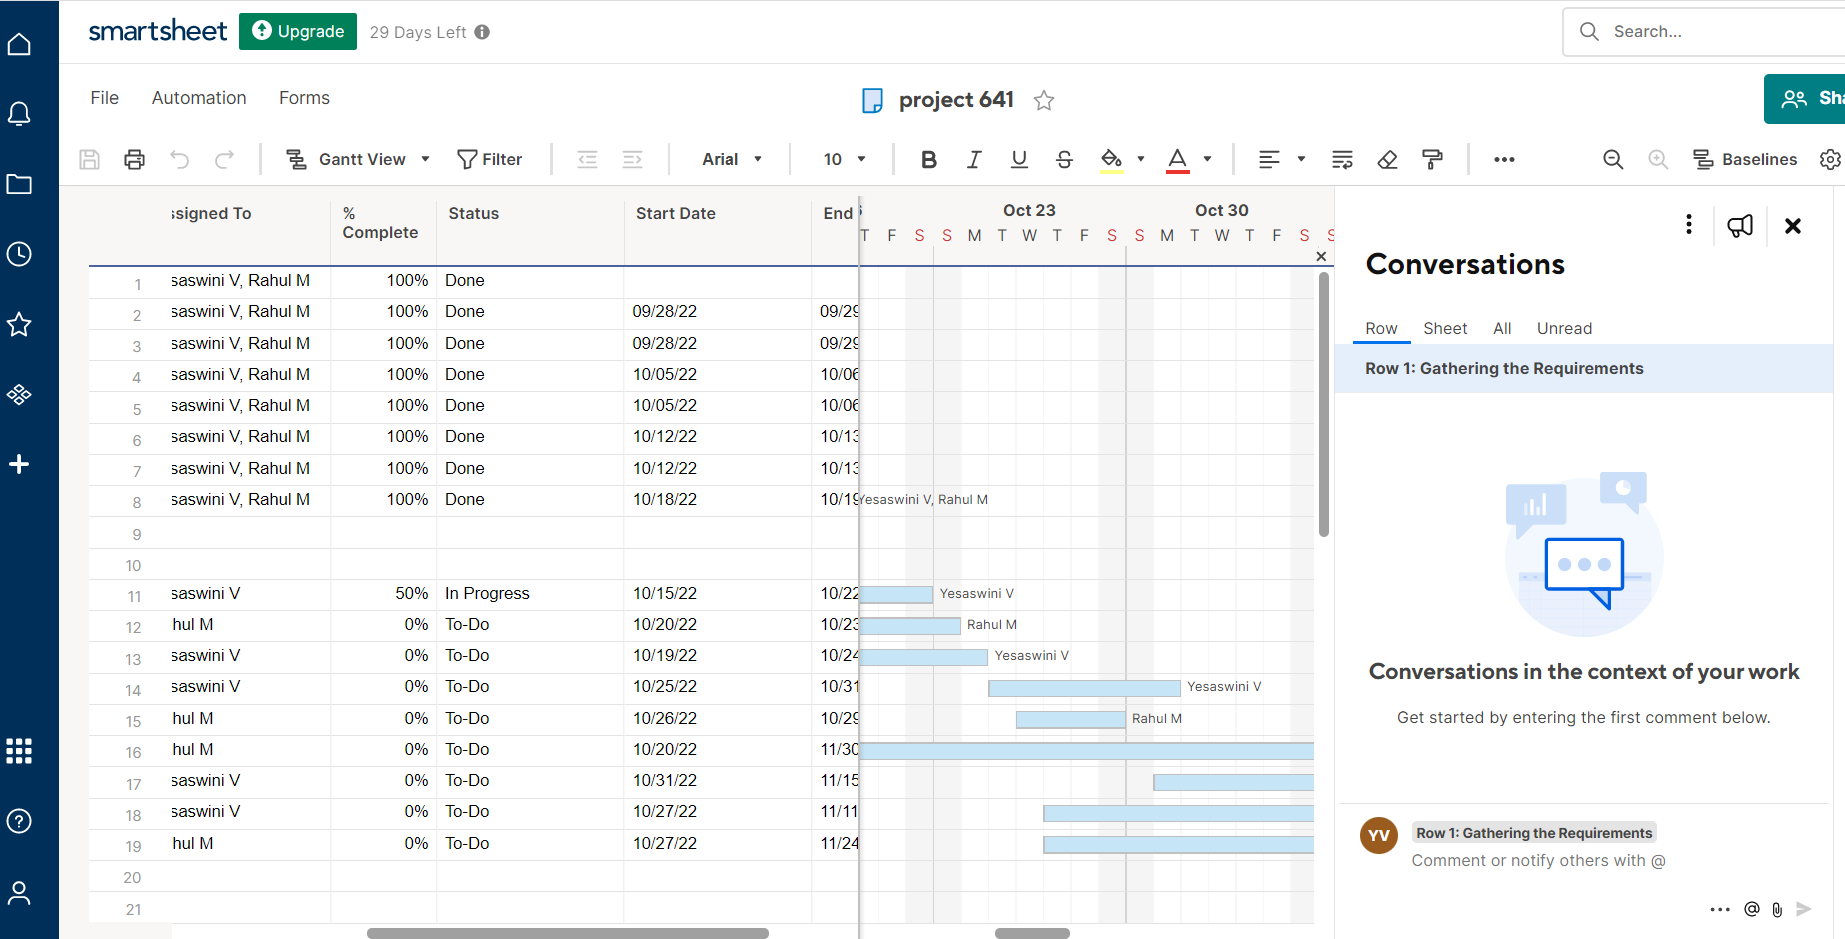 smartsheet Upgrade 29 Days Left Search...
File Automation Forms project 641 Sha
Gantt View Filter Arial 10 B I U S A Baselines
ssigned To % Complete Status Start Date End
6 Oct 23 Oct 30
T F S S M T W T F S S M T W T F S S
1 saswini V, Rahul M 100% Done
2 saswini V, Rahul M 100% Done 09/28/22 09/29
3 saswini V, Rahul M 100% Done 09/28/22 09/29
4 saswini V, Rahul M 100% Done 10/05/22 10/06
5 saswini V, Rahul M 100% Done 10/05/22 10/06
6 saswini V, Rahul M 100% Done 10/12/22 10/13
7 saswini V, Rahul M 100% Done 10/12/22 10/13
8 saswini V, Rahul M 100% Done 10/18/22 10/19 Yesaswini V, Rahul M
9
10
11 saswini V 50% In Progress 10/15/22 10/22 Yesaswini V
12 hul M 0% To-Do 10/20/22 10/23 Rahul M
13 saswini V 0% To-Do 10/19/22 10/24 Yesaswini V
14 saswini V 0% To-Do 10/25/22 10/31 Yesaswini V
15 hul M 0% To-Do 10/26/22 10/29 Rahul M
16 hul M 0% To-Do 10/20/22 11/30
17 saswini V 0% To-Do 10/31/22 11/15
18 saswini V 0% To-Do 10/27/22 11/11
19 hul M 0% To-Do 10/27/22 11/24
20
21
Conversations
Row Sheet All Unread
Row 1: Gathering the Requirements
Conversations in the context of your work
Get started by entering the first comment below.
YV Row 1: Gathering the Requirements
Comment or notify others with @
@